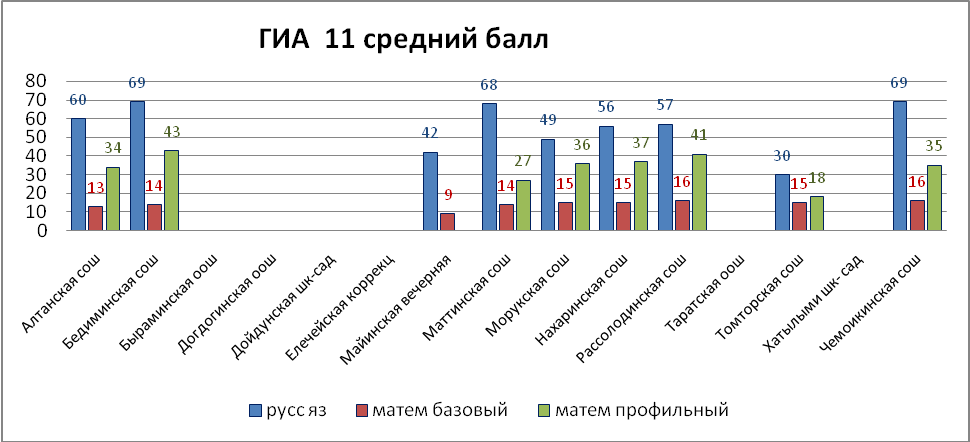 ГИА 11 средний балл
80
70
60
50
40
30
20
10
0
60
13
34
69
14
43
42
9
68
14
27
49
15
36
56
15
37
57
16
41
30
15
18
69
16
35
Алтанская сош
Бедиминская сош
Быраминская оош
Догдогинская оош
Дойдунская шк-сад
Елечейская коррекц
Майинская вечерняя
Маттинская сош
Морукская сош
Нахаринская сош
Рассолодинская сош
Таратская оош
Томторская сош
Хатылыми шк- сад
Чемоикинская сош
русс яз
матем базовый
матем профильный